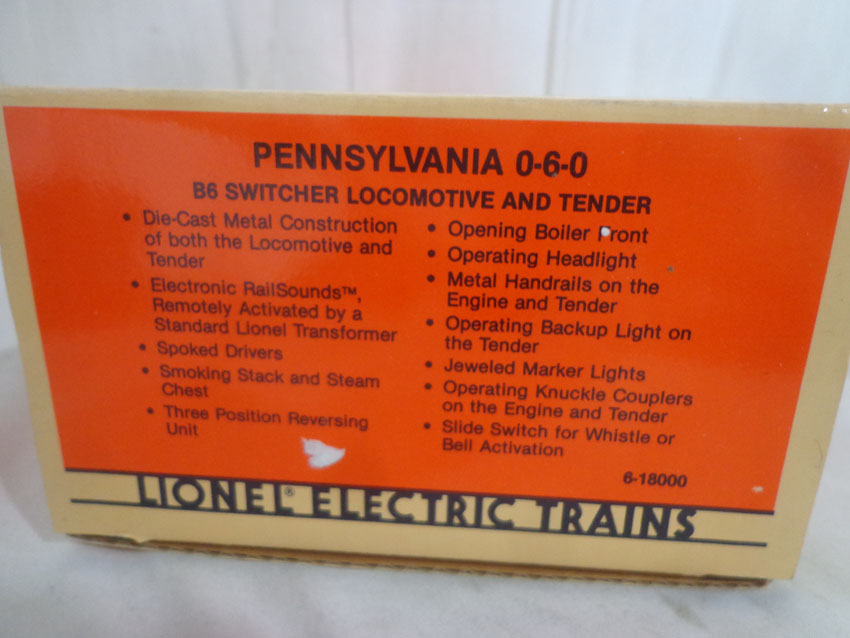 PENNSYLVANIA 0-6-0
B6 SWITCHER LOCOMOTIVE AND TENDER
• Die-Cast Metal Construction
of both the Locomotive and
Tender
• Electronic RailSounds™,
Remotely Activated by a
Standard Lionel Transformer
• Spoked Drivers
• Smoking Stack and Steam
Chest
• Three Position Reversing
Unit
• Opening Boiler Front
• Operating Headlight
• Metal Handrails on the
Engine and Tender
• Operating Backup Light on
the Tender
• Jeweled Marker Lights
• Operating Knuckle Couplers
on the Engine and Tender
• Slide Switch for Whistle or
Bell Activation
6-18000
LIONEL® ELECTRIC TRAINS